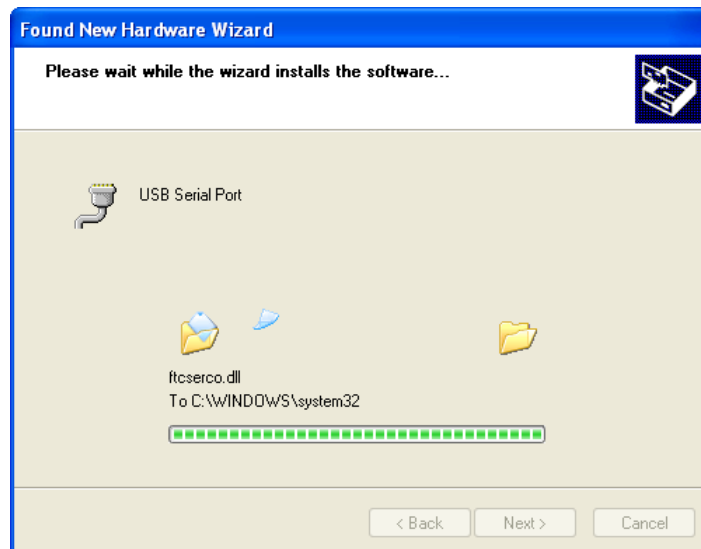 Found New Hardware Wizard
Please wait while the wizard installs the software...
USB Serial Port
ftcserco.dll
To C:\WINDOWS\system32
< Back
Next >
Cancel